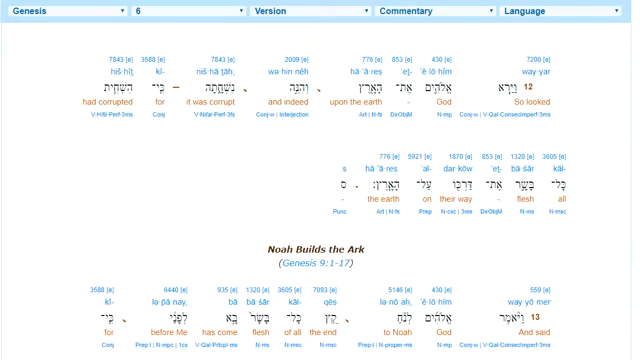 Genesis 6 Version Commentary Language
7843 [e] 3588 [e] 7843 [e] 2009 [e] 776 [e] 853 [e] 430 [e] 7200 [e]
hiš·ḥîṯ kî- niš·ḥā·ṯāh, wə·hin·nêh hā·’ā·reṣ ’eṯ- ’ĕ·lō·hîm way·yar
12 וַיַּ֧רְא אֱלֹהִ֛ים אֶת־ הָאָ֖רֶץ ، וְהִנֵּ֣ה ، נִשְׁחָ֑תָה – כִּֽי־ הִשְׁחִ֧ית
had corrupted for it was corrupt and indeed upon the earth - God So looked
V-Hifil-Perf-3ms Conj V-Nifal-Perf-3fs Conj-w | Interjection Art | N-fs DirObjM N-mp Conj-w | V-Qal-ConsecImperf-3ms
776 [e] 5921 [e] 1870 [e] 853 [e] 1320 [e] 3605 [e]
s hā·’ā·reṣ. ‘al- dar·kōw ’eṯ- bā·śār kāl-
כָּל־ בָּשָׂ֛ר אֶת־ דַּרְכּ֖וֹ עַל־ הָאָֽרֶץ׃ . ס
- the earth on their way - flesh all
Punc Art | N-fs Prep N-csc | 3ms DirObjM N-ms N-msc
Noah Builds the Ark
(Genesis 9:1-17)
3588 [e] 6440 [e] 935 [e] 1320 [e] 3605 [e] 7093 [e] 5146 [e] 430 [e] 559 [e]
kî- lə·p̄ā·nay, bā bā·śār kāl- qêṣ lə·nō·aḥ, ’ĕ·lō·hîm way·yō·mer
13 וַיֹּ֨אמֶר אֱלֹהִ֜ים לְנֹ֗חַ ، קֵ֤ץ כָּל־ בָּשָׂר֙ בָּ֣א לְפָנַ֔י ، כִּֽי־
for before Me has come flesh of all the end to Noah God And said
Conj Prep-l | N-mpc | 1cs V-Qal-Prtcpl-ms N-ms N-msc N-msc Prep-l | N-proper-ms N-mp Conj-w | V-Qal-ConsecImperf-3ms